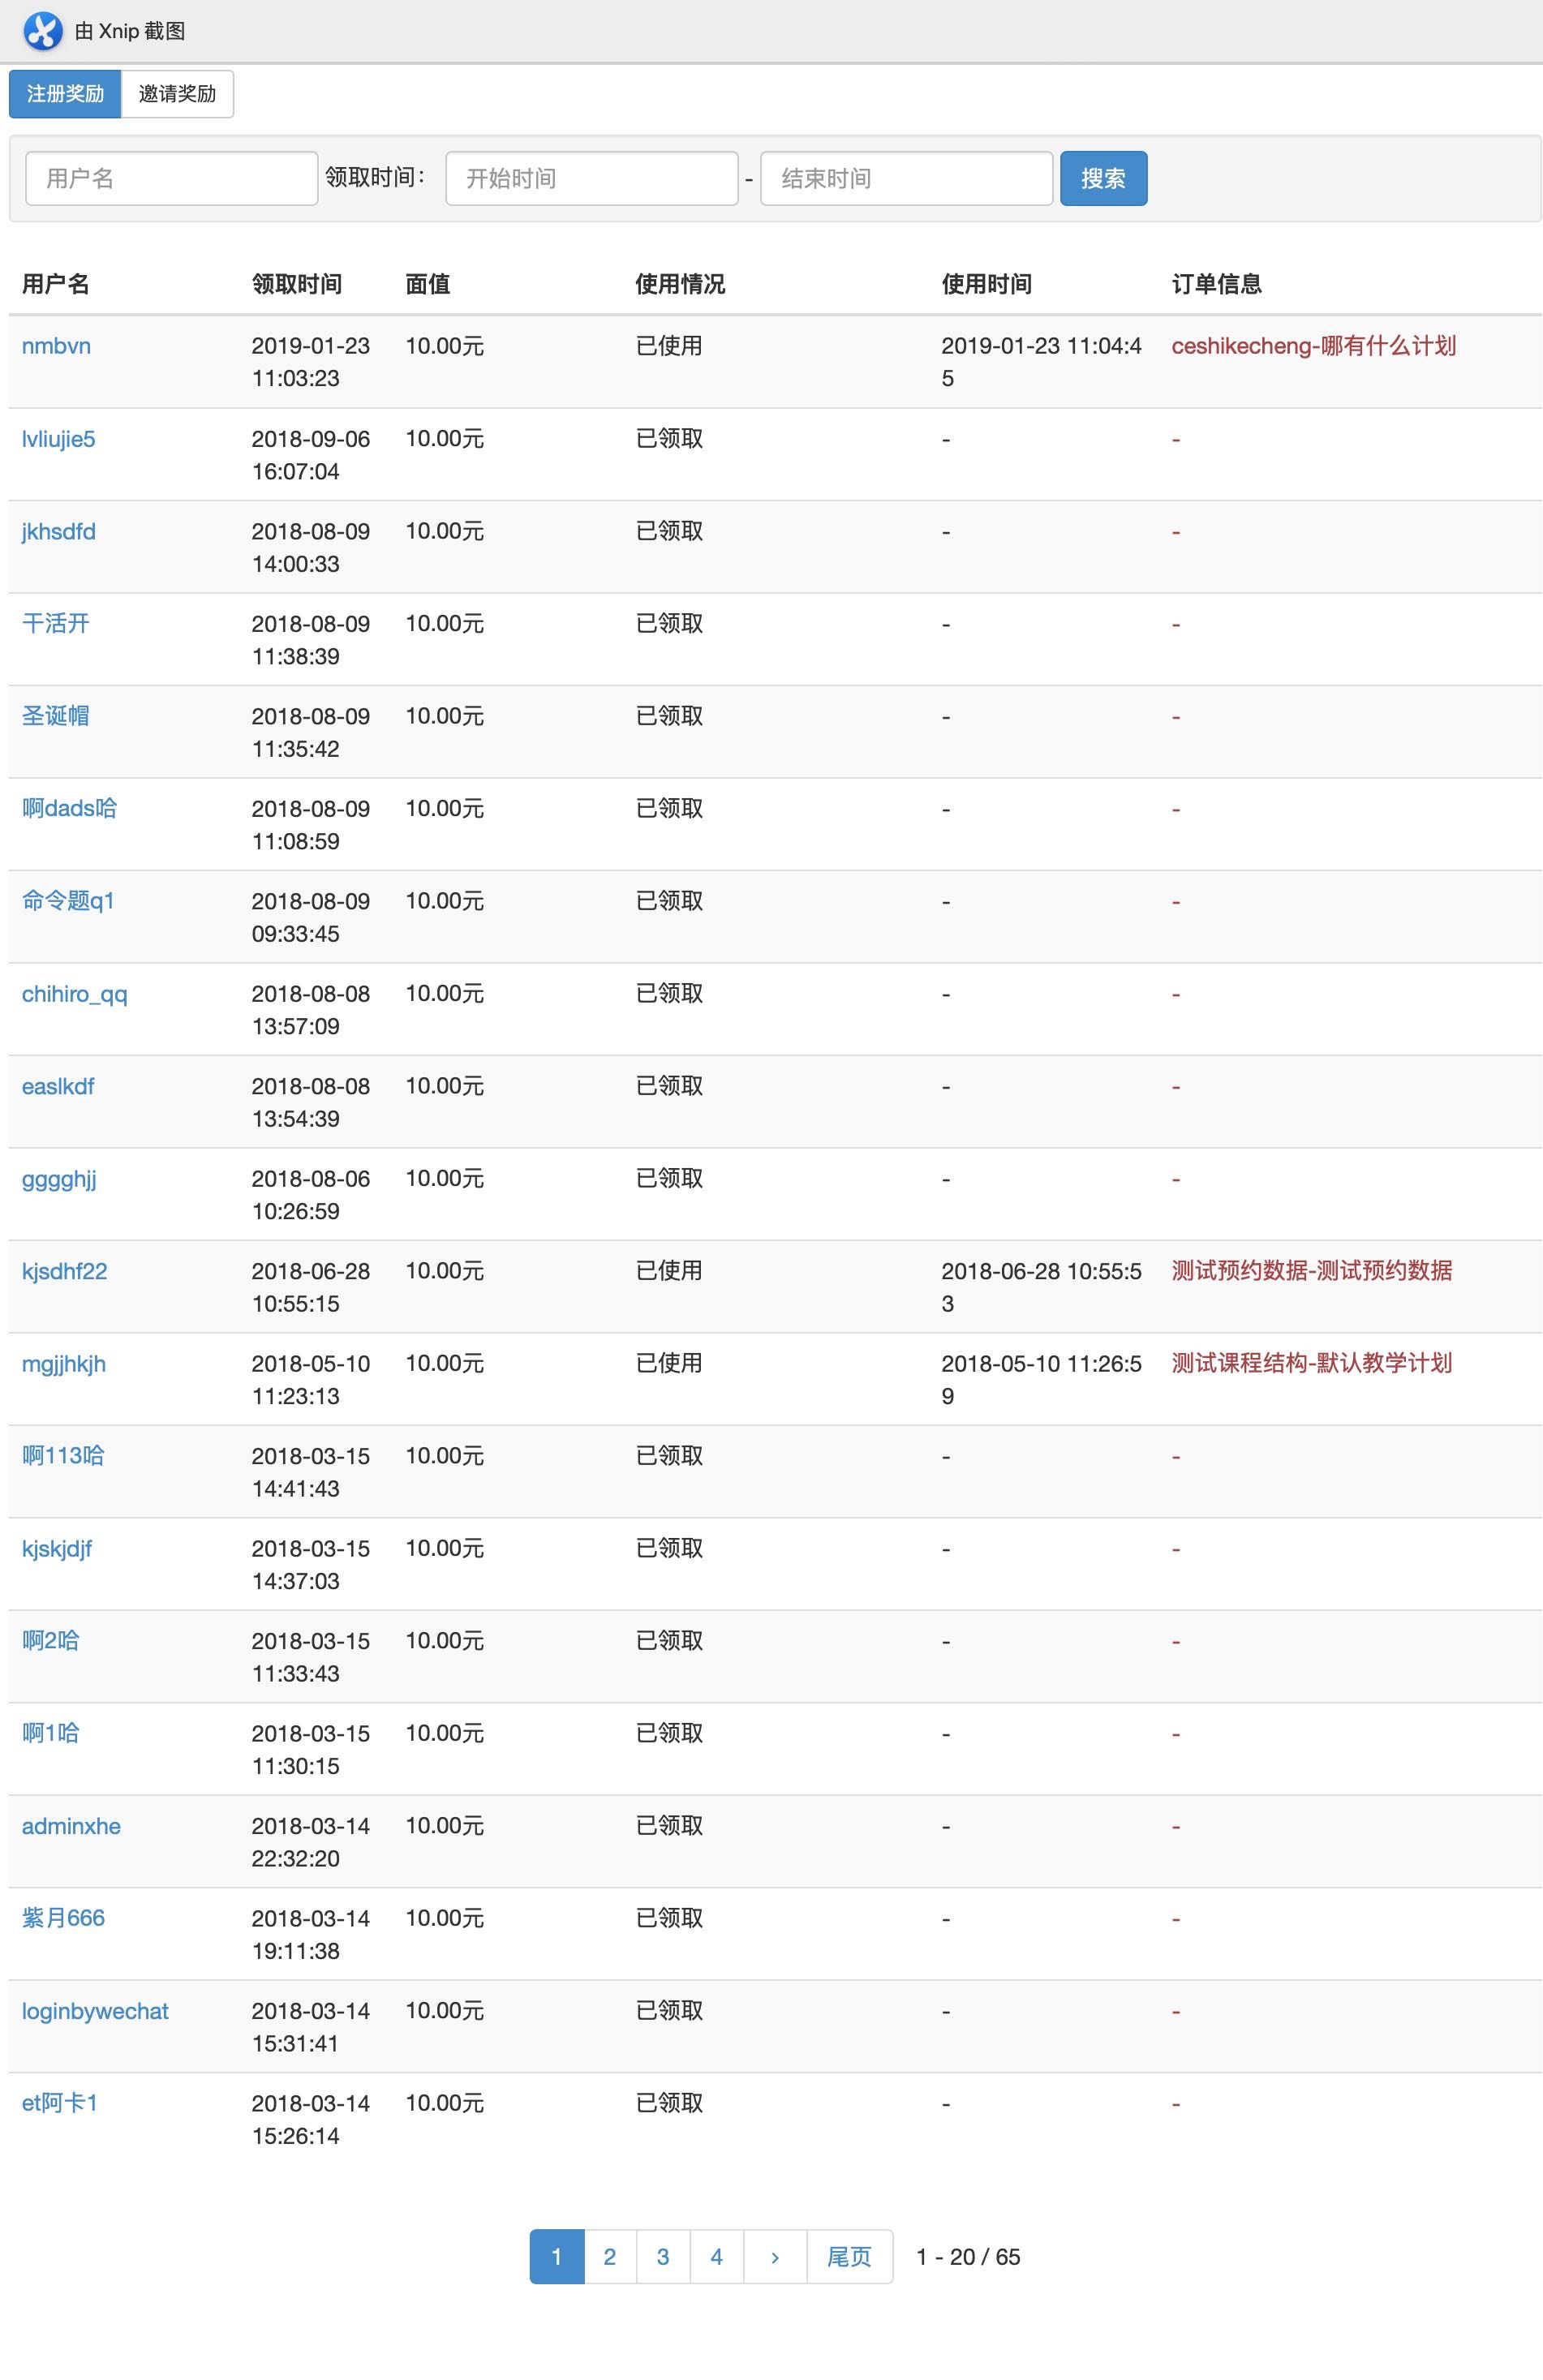 由 Xnip 截图
注册奖励 邀请奖励
用户名 领取时间： 开始时间 - 结束时间 搜索
用户名 领取时间 面值 使用情况 使用时间 订单信息
nmbvn 2019-01-23 10.00元 已使用 2019-01-23 11:04:4 ceshikecheng-哪有什么计划
11:03:23 5
lvliujie5 2018-09-06 10.00元 已领取 - -
16:07:04
jkhsdfd 2018-08-09 10.00元 已领取 - -
14:00:33
干活开 2018-08-09 10.00元 已领取 - -
11:38:39
圣诞帽 2018-08-09 10.00元 已领取 - -
11:35:42
啊dads哈 2018-08-09 10.00元 已领取 - -
11:08:59
命令题q1 2018-08-09 10.00元 已领取 - -
09:33:45
chihiro_qq 2018-08-08 10.00元 已领取 - -
13:57:09
easlkdf 2018-08-08 10.00元 已领取 - -
13:54:39
gggghjj 2018-08-06 10.00元 已领取 - -
10:26:59
kjsdhf22 2018-06-28 10.00元 已使用 2018-06-28 10:55:5 测试预约数据-测试预约数据
10:55:15 3
mgjjhkjh 2018-05-10 10.00元 已使用 2018-05-10 11:26:5 测试课程结构-默认教学计划
11:23:13 9
啊113哈 2018-03-15 10.00元 已领取 - -
14:41:43
kjskjdjf 2018-03-15 10.00元 已领取 - -
14:37:03
啊2哈 2018-03-15 10.00元 已领取 - -
11:33:43
啊1哈 2018-03-15 10.00元 已领取 - -
11:30:15
adminxhe 2018-03-14 10.00元 已领取 - -
22:32:20
紫月666 2018-03-14 10.00元 已领取 - -
19:11:38
loginbywechat 2018-03-14 10.00元 已领取 - -
15:31:41
et阿卡1 2018-03-14 10.00元 已领取 - -
15:26:14
1 2 3 4 › 尾页 1 - 20 / 65